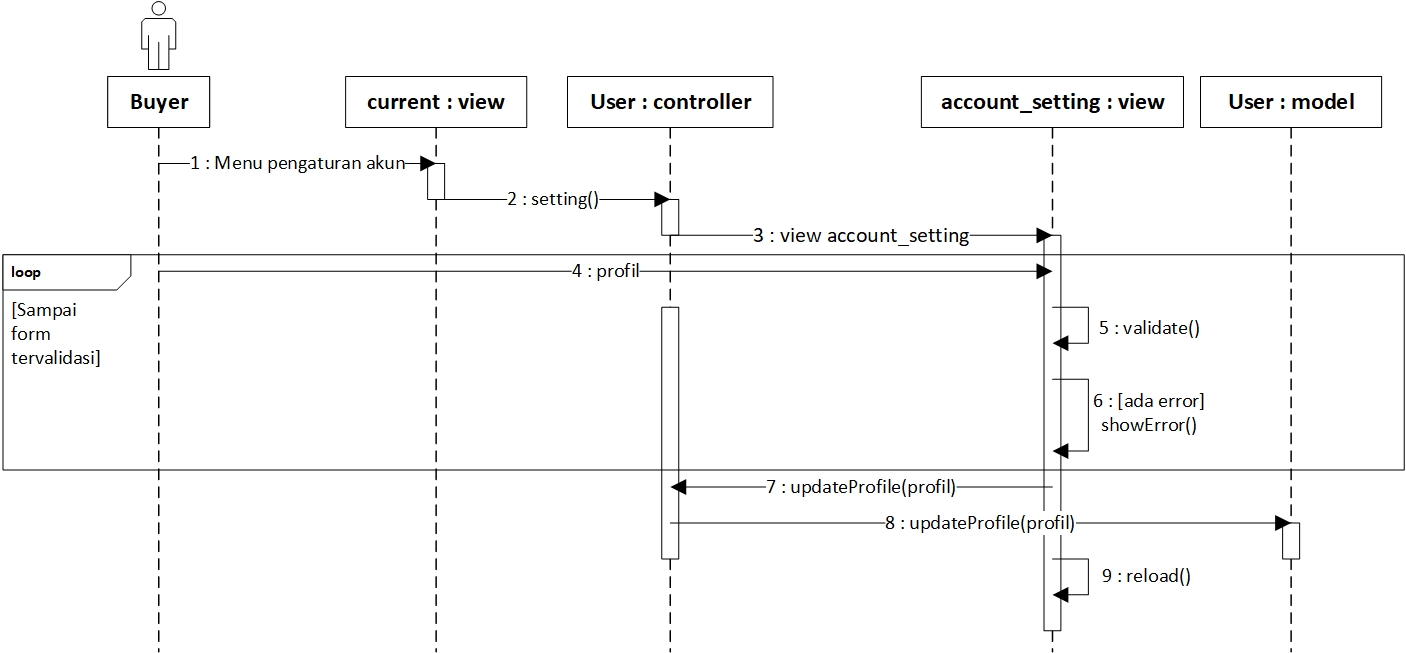 Buyer
current : view
User : controller
account_setting : view
User : model
1 : Menu pengaturan akun
2 : setting()
3 : view account_setting
loop
4 : profil
[Sampai
form
tervalidasi]
5 : validate()
6 : [ada error]
showError()
7 : updateProfile(profil)
8 : updateProfile(profil)
9 : reload()